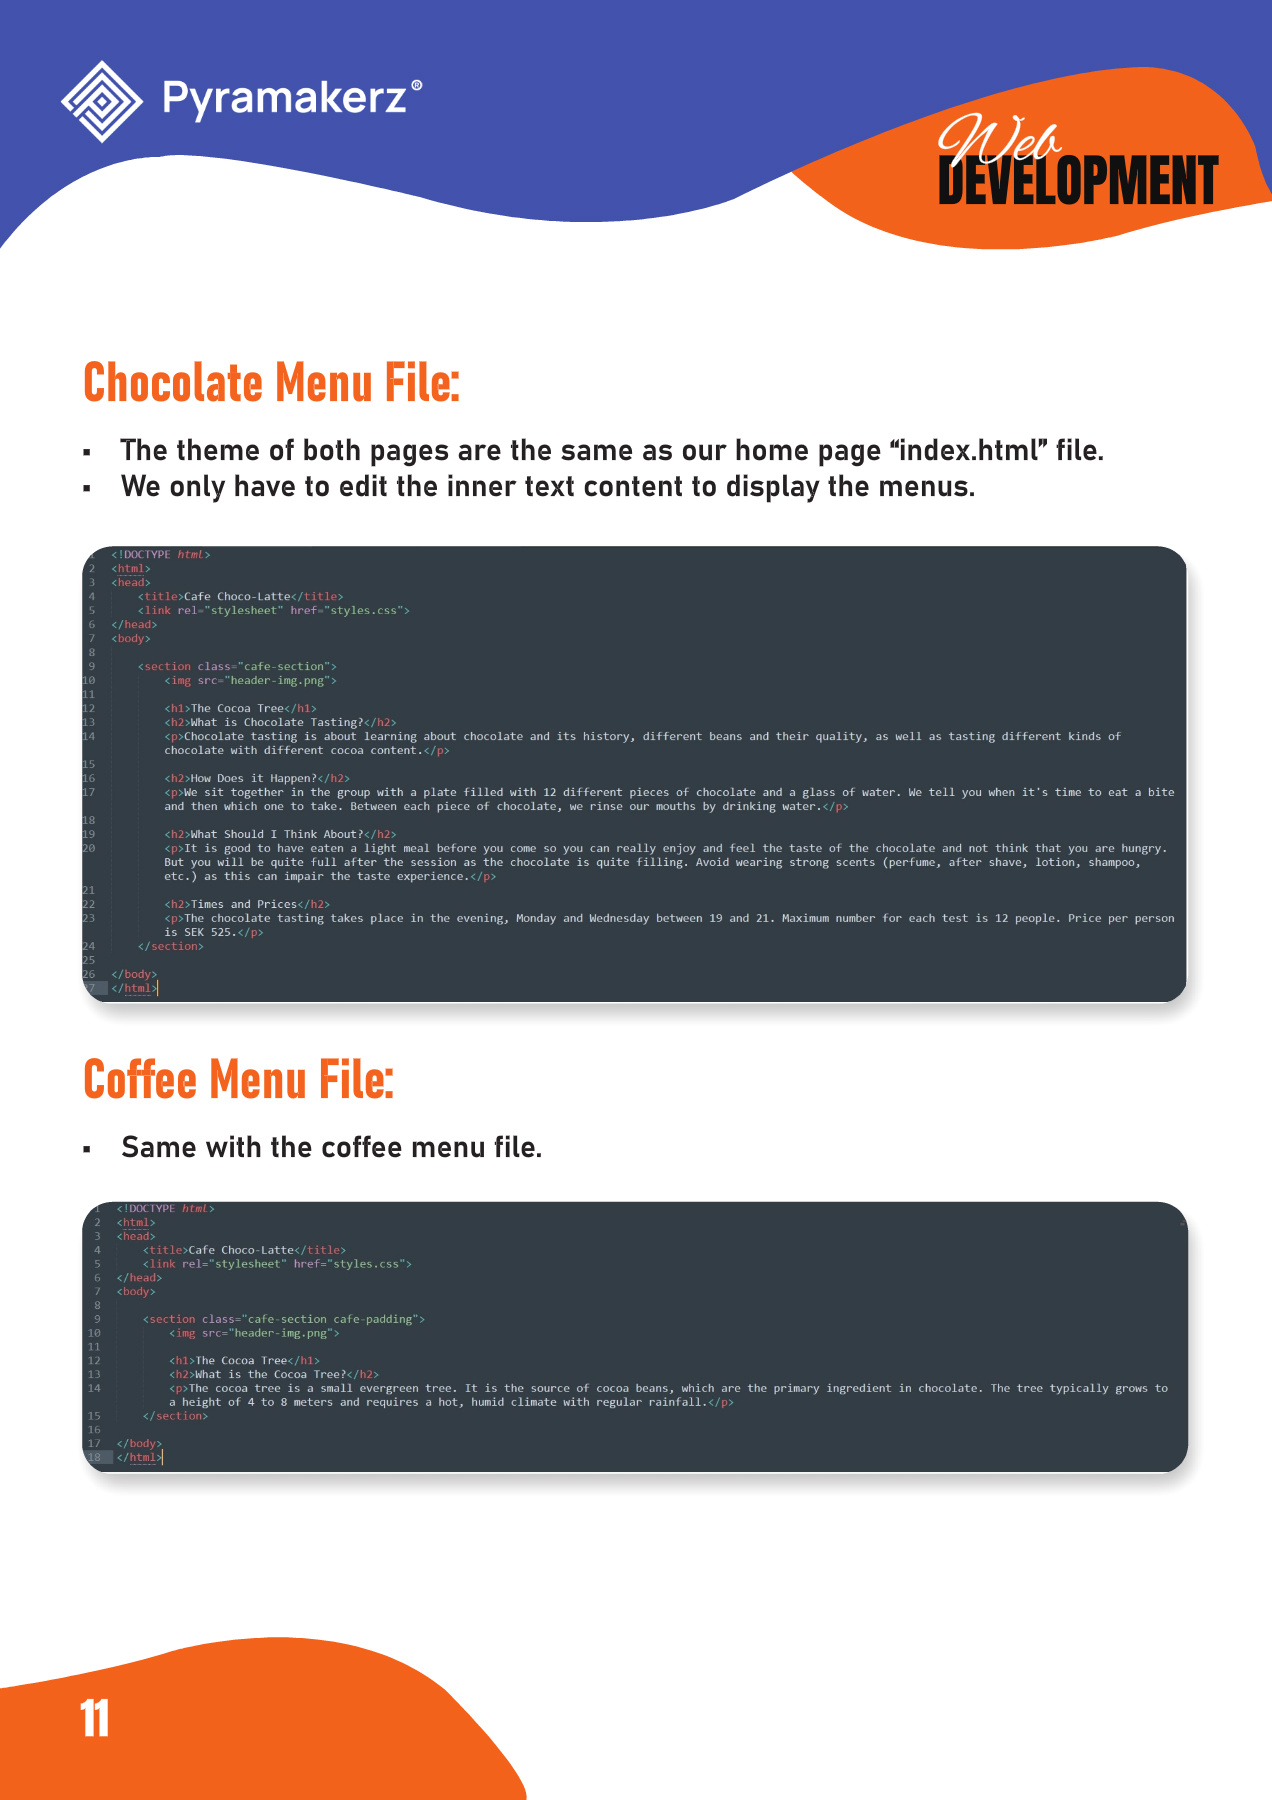 Pyramakerz®
Web
DEVELOPMENT
Chocolate Menu File:
▪ The theme of both pages are the same as our home page “index.html” file.
▪ We only have to edit the inner text content to display the menus.
1 <!DOCTYPE html>
2 <html>
3 <head>
4 <title>Cafe Choco-Latte</title>
5 <link rel="stylesheet" href="styles.css">
6 </head>
7 <body>
8
9 <section class="cafe-section">
10 <img src="header-img.png">
11
12 <h1>The Cocoa Tree</h1>
13 <h2>What is Chocolate Tasting?</h2>
14 <p>Chocolate tasting is about learning about chocolate and its history, different beans and their quality, as well as tasting different kinds of
chocolate with different cocoa content.</p>
15
16 <h2>How Does it Happen?</h2>
17 <p>We sit together in the group with a plate filled with 12 different pieces of chocolate and a glass of water. We tell you when it's time to eat a bite
and then which one to take. Between each piece of chocolate, we rinse our mouths by drinking water.</p>
18
19 <h2>What Should I Think About?</h2>
20 <p>It is good to have eaten a light meal before you come so you can really enjoy and feel the taste of the chocolate and not think that you are hungry.
But you will be quite full after the session as the chocolate is quite filling. Avoid wearing strong scents (perfume, after shave, lotion, shampoo,
etc.) as this can impair the taste experience.</p>
21
22 <h2>Times and Prices</h2>
23 <p>The chocolate tasting takes place in the evening, Monday and Wednesday between 19 and 21. Maximum number for each test is 12 people. Price per person
is SEK 525.</p>
24 </section>
25
26 </body>
27 </html>
Coffee Menu File:
▪ Same with the coffee menu file.
1 <!DOCTYPE html>
2 <html>
3 <head>
4 <title>Cafe Choco-Latte</title>
5 <link rel="stylesheet" href="styles.css">
6 </head>
7 <body>
8
9 <section class="cafe-section cafe-padding">
10 <img src="header-img.png">
11
12 <h1>The Cocoa Tree</h1>
13 <h2>What is the Cocoa Tree?</h2>
14 <p>The cocoa tree is a small evergreen tree. It is the source of cocoa beans, which are the primary ingredient in chocolate. The tree typically grows to
a height of 4 to 8 meters and requires a hot, humid climate with regular rainfall.</p>
15 </section>
16
17 </body>
18 </html>
11